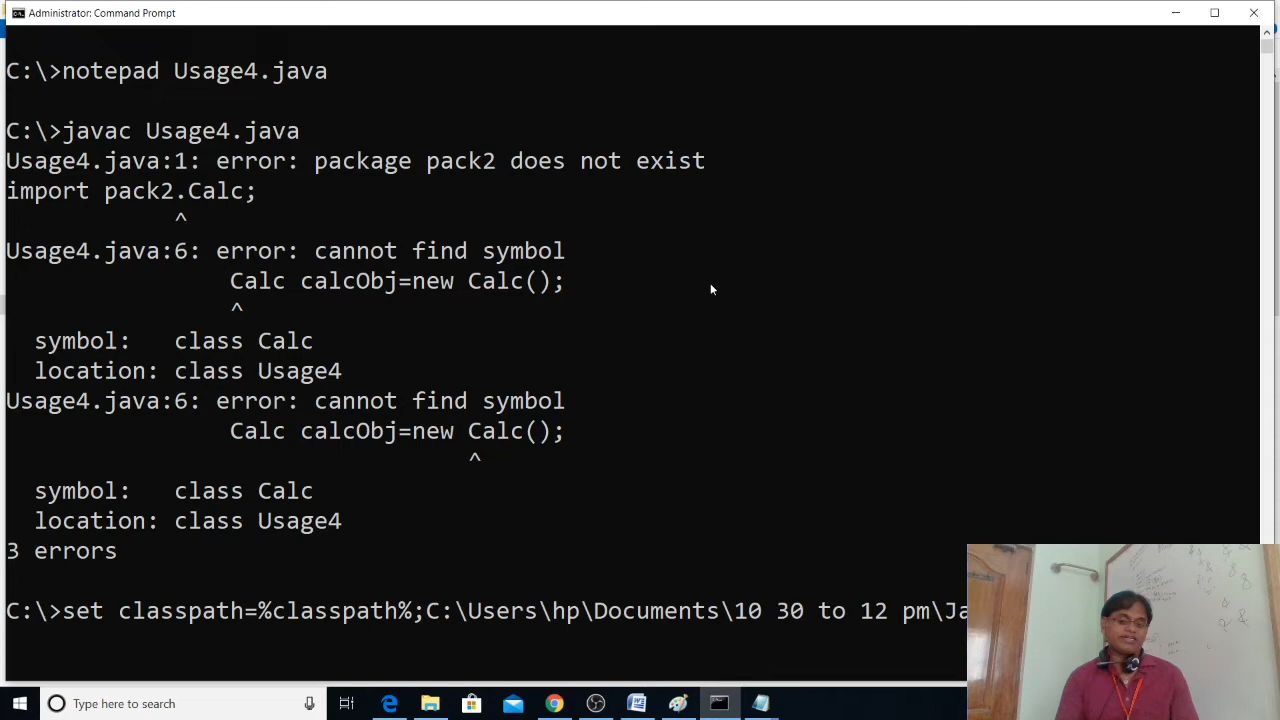 Administrator: Command Prompt
C:\>notepad Usage4.java
C:\>javac Usage4.java
Usage4.java:1: error: package pack2 does not exist
import pack2.Calc;
^
Usage4.java:6: error: cannot find symbol
Calc calcObj=new Calc();
^
symbol: class Calc
location: class Usage4
Usage4.java:6: error: cannot find symbol
Calc calcObj=new Calc();
^
symbol: class Calc
location: class Usage4
3 errors
C:\>set classpath=%classpath%;C:\Users\hp\Documents\10 30 to 12 pm\Ja
Type here to search